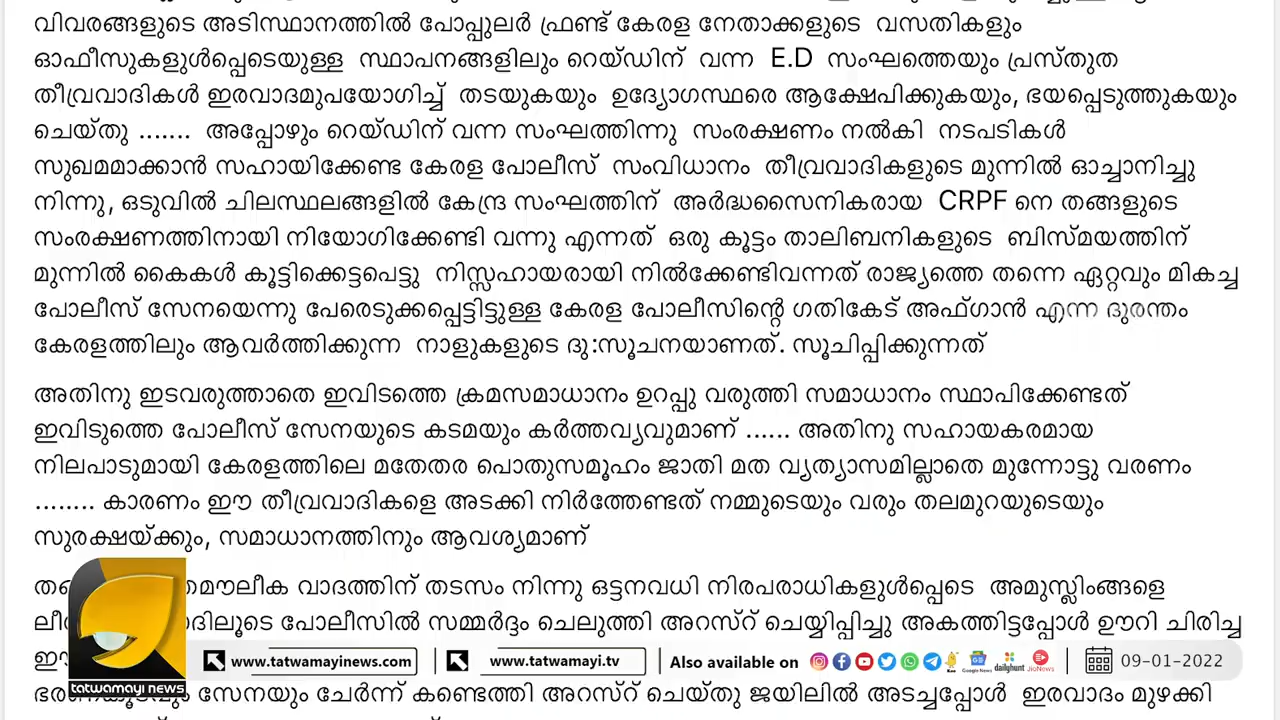 വിവരങ്ങളുടെ അടിസ്ഥാനത്തിൽ പോപ്പുലർ ഫ്രണ്ട് കേരള നേതാക്കളുടെ വസതികളും
ഓഫീസുകളുൾപ്പെടെയുള്ള സ്ഥാപനങ്ങളിലും റെയ്ഡിന് വന്ന E.D സംഘത്തെയും പ്രസ്തുത
തീവ്രവാദികൾ ഇരവാദമുപയോഗിച്ച് തടയുകയും ഉദ്യോഗസ്ഥരെ ആക്ഷേപിക്കുകയും, ഭയപ്പെടുത്തുകയും
ചെയ്തു ....... അപ്പോഴും റെയ്ഡിന് വന്ന സംഘത്തിന്നു സംരക്ഷണം നൽകി നടപടികൾ
സുഖമമാക്കാൻ സഹായിക്കേണ്ട കേരള പോലീസ് സംവിധാനം തീവ്രവാദികളുടെ മുന്നിൽ ഓച്ചാനിച്ചു
നിന്നു, ഒടുവിൽ ചിലസ്ഥലങ്ങളിൽ കേന്ദ്ര സംഘത്തിന് അർദ്ധസൈനികരായ CRPF നെ തങ്ങളുടെ
സംരക്ഷണത്തിനായി നിയോഗിക്കേണ്ടി വന്നു എന്നത് ഒരു കൂട്ടം താലിബനികളുടെ ബിസ്മയത്തിന്
മുന്നിൽ കൈകൾ കൂട്ടിക്കെട്ടപെട്ടു നിസ്സഹായരായി നിൽക്കേണ്ടിവന്നത് രാജ്യത്തെ തന്നെ ഏറ്റവും മികച്ച
പോലീസ് സേനയെന്നു പേരെടുക്കപ്പെട്ടിട്ടുള്ള കേരള പോലീസിന്റെ ഗതികേട് അഫ്ഗാൻ എന്ന ദുരന്തം
കേരളത്തിലും ആവർത്തിക്കുന്ന നാളുകളുടെ ദു:സൂചനയാണത്. സൂചിപ്പിക്കുന്നത്
അതിനു ഇടവരുത്താതെ ഇവിടത്തെ ക്രമസമാധാനം ഉറപ്പു വരുത്തി സമാധാനം സ്ഥാപിക്കേണ്ടത്
ഇവിടുത്തെ പോലീസ് സേനയുടെ കടമയും കർത്തവ്യവുമാണ് ...... അതിനു സഹായകരമായ
നിലപാടുമായി കേരളത്തിലെ മതേതര പൊതുസമൂഹം ജാതി മത വ്യത്യാസമില്ലാതെ മുന്നോട്ടു വരണം
........ കാരണം ഈ തീവ്രവാദികളെ അടക്കി നിർത്തേണ്ടത് നമ്മുടെയും വരും തലമുറയുടെയും
സുരക്ഷയ്ക്കും, സമാധാനത്തിനും ആവശ്യമാണ്
വാദത്തിന് തടസം നിന്നു ഒട്ടനവധി നിരപരാധികളുൾപ്പെടെ അമുസ്ലിംങ്ങളെ
പോലീസിൽ സമ്മർദ്ദം ചെലുത്തി അറസ്റ് ചെയ്യിപ്പിച്ചു അകത്തിട്ടപ്പോൾ ഊറി ചിരിച്ച
tatwamayi news
www.tatwamayinews.com
www.tatwamayi.tv
Also available on
Google News
dailyhunt
JioNews
09-01-2022
സേനയും ചേർന്ന് കണ്ടെത്തി അറസ്റ് ചെയ്തു ജയിലിൽ അടച്ചപ്പോൾ ഇരവാദം മുഴക്കി